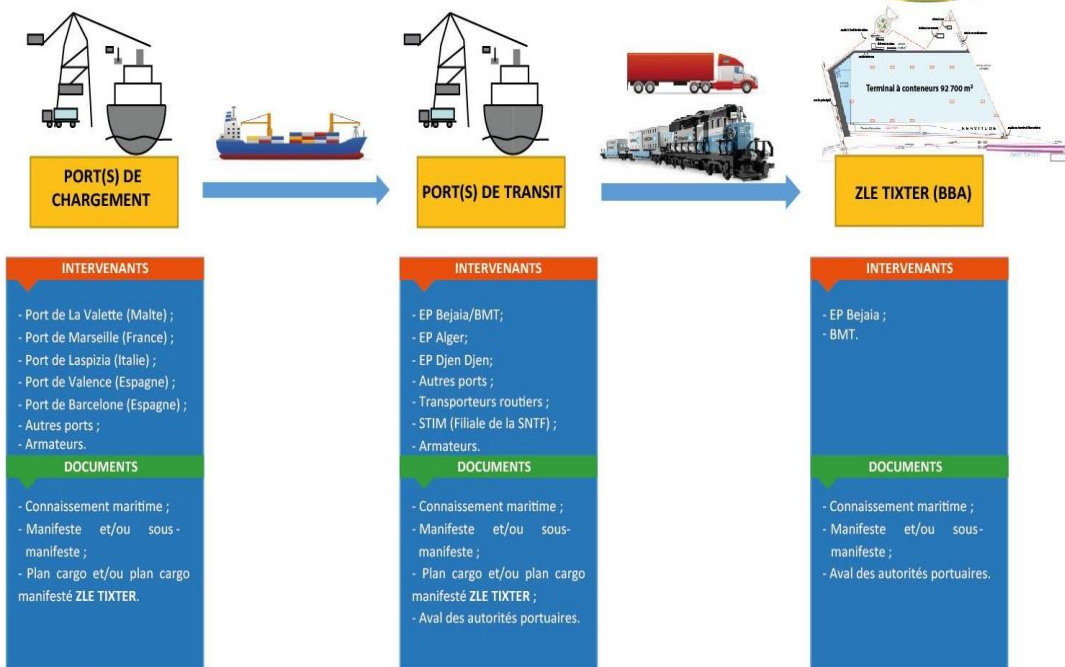 Terminal à conteneurs 92 700 m²
PORT(S) DE
CHARGEMENT
PORT(S) DE TRANSIT
ZLE TIXTER (BBA)
INTERVENANTS
- Port de La Valette (Malte) ;
- Port de Marseille (France) ;
- Port de Laspizia (Italie) ;
- Port de Valence (Espagne) ;
- Port de Barcelone (Espagne) ;
- Autres ports ;
- Armateurs.
DOCUMENTS
- Connaissement maritime ;
- Manifeste et/ou sous-
manifeste ;
- Plan cargo et/ou plan cargo
manifesté ZLE TIXTER.
INTERVENANTS
- EP Bejaia/BMT;
- EP Alger;
- EP Djen Djen;
- Autres ports ;
- Transporteurs routiers ;
- STIM (Filiale de la SNTF) ;
- Armateurs.
DOCUMENTS
- Connaissement maritime ;
- Manifeste et/ou sous-
manifeste ;
- Plan cargo et/ou plan cargo
manifesté ZLE TIXTER ;
- Aval des autorités portuaires.
INTERVENANTS
- EP Bejaia ;
- BMT.
DOCUMENTS
- Connaissement maritime ;
- Manifeste et/ou sous-
manifeste ;
- Aval des autorités portuaires.